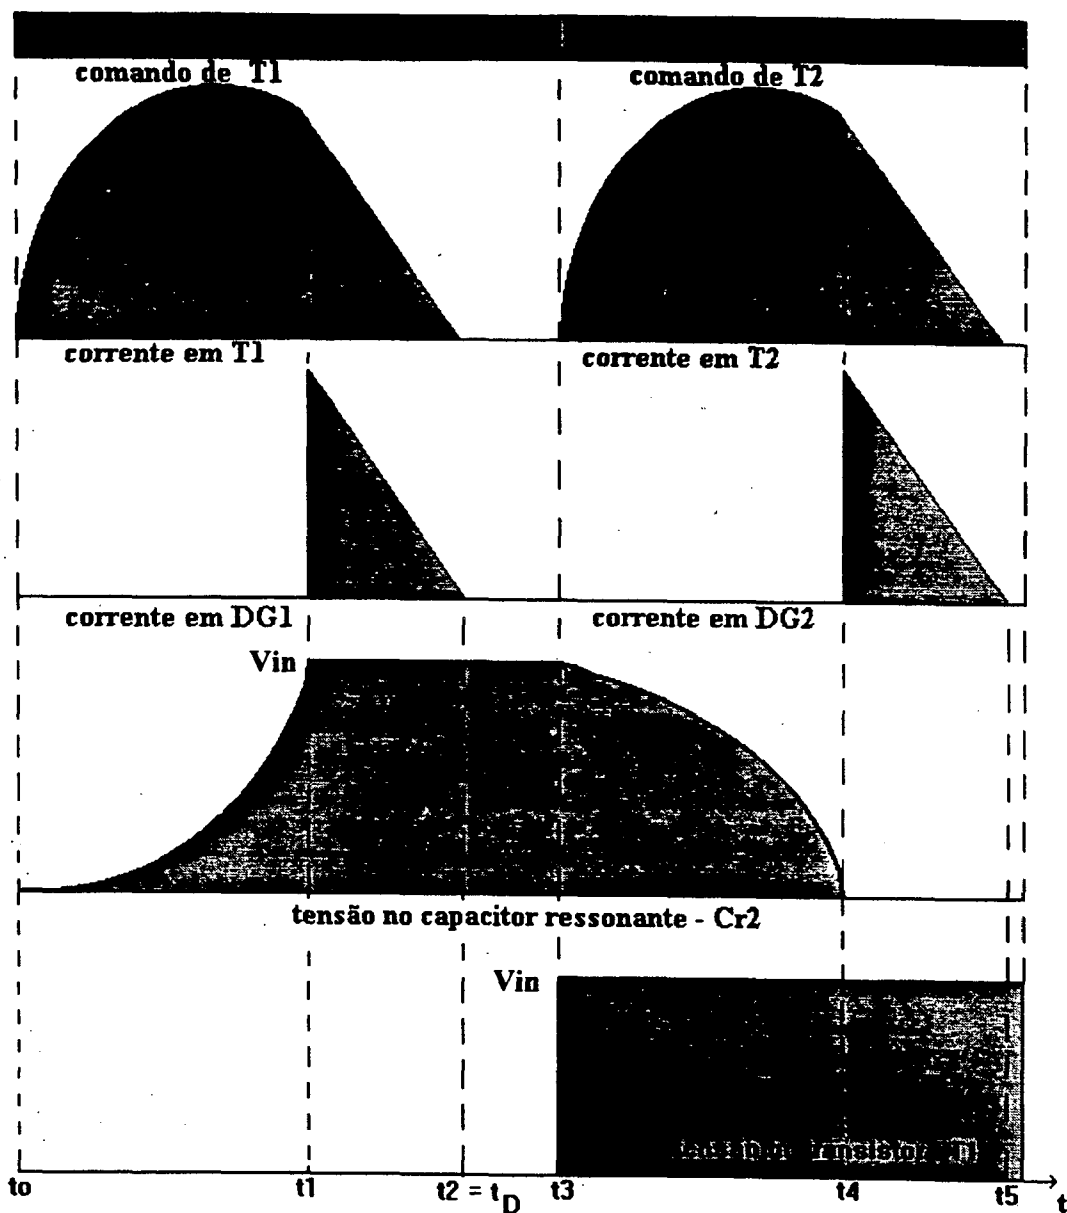 comando de T1
comando de T2
corrente em T1
corrente em T2
corrente em DG1
corrente em DG2
Vin
tensão no capacitor ressonante - Cr2
Vin
transistor
to t1 t2 = tD t3 t4 t5 t